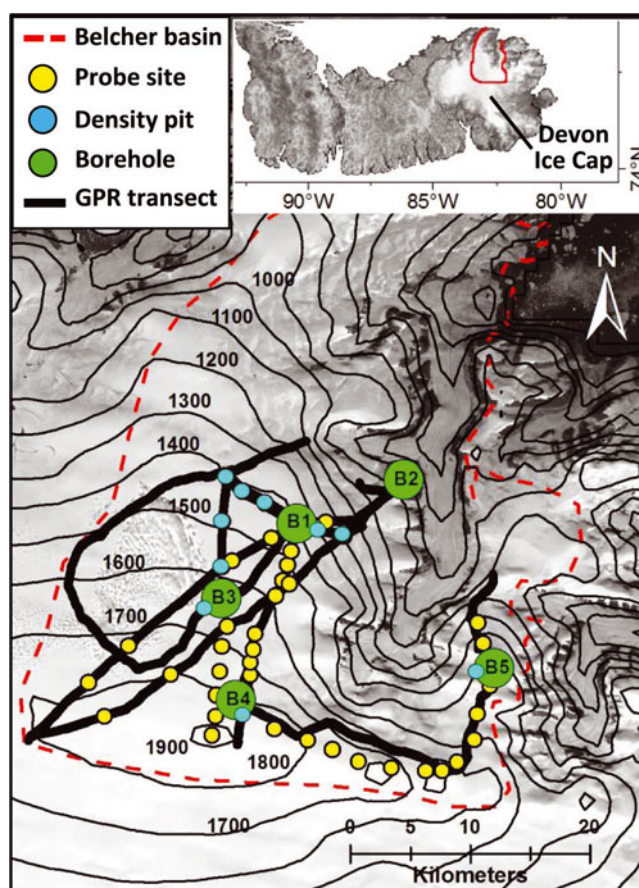 Belcher basin
Probe site
Density pit
Borehole
GPR transect
Devon
Ice Cap
74°N
90°W
85°W
80°W
N
1000
1100
1200
1300
1400
1500
1600
1700
1900
1800
1700
B1
B2
B3
B4
B5
0 5 10 20
Kilometers